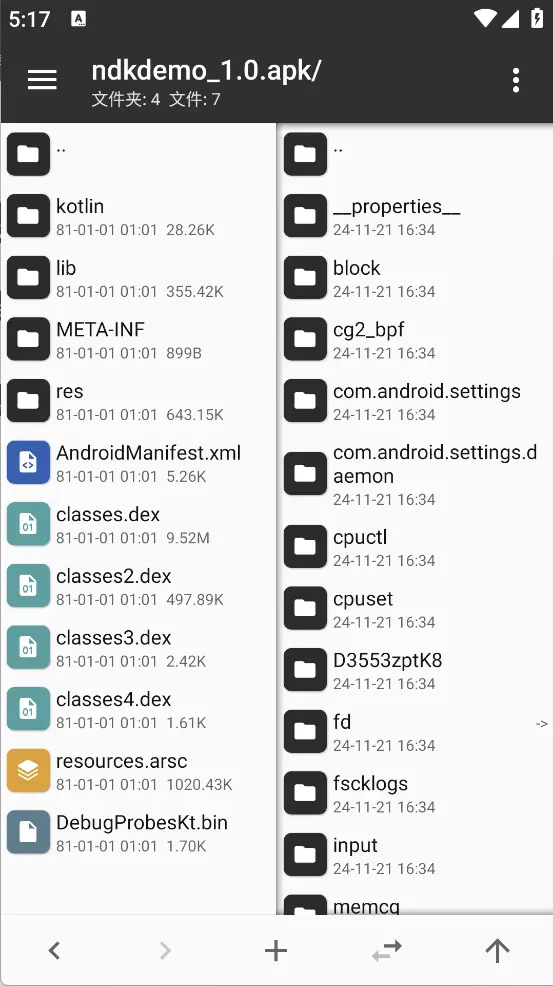 5:17 A
ndkdemo_1.0.apk/
文件夹: 4 文件: 7
..
kotlin
81-01-01 01:01 28.26K
lib
81-01-01 01:01 355.42K
META-INF
81-01-01 01:01 899B
res
81-01-01 01:01 643.15K
AndroidManifest.xml
81-01-01 01:01 5.26K
01
classes.dex
81-01-01 01:01 9.52M
01
classes2.dex
81-01-01 01:01 497.89K
01
classes3.dex
81-01-01 01:01 2.42K
01
classes4.dex
81-01-01 01:01 1.61K
resources.arsc
81-01-01 01:01 1020.43K
DebugProbesKt.bin
81-01-01 01:01 1.70K
..
__properties__
24-11-21 16:34
block
24-11-21 16:34
cg2_bpf
24-11-21 16:34
com.android.settings
24-11-21 16:34
com.android.settings.d
aemon
24-11-21 16:34
cpuctl
24-11-21 16:34
cpuset
24-11-21 16:34
D3553zptK8
24-11-21 16:34
fd ->
24-11-21 16:34
fscklogs
24-11-21 16:34
input
24-11-21 16:34
memcg